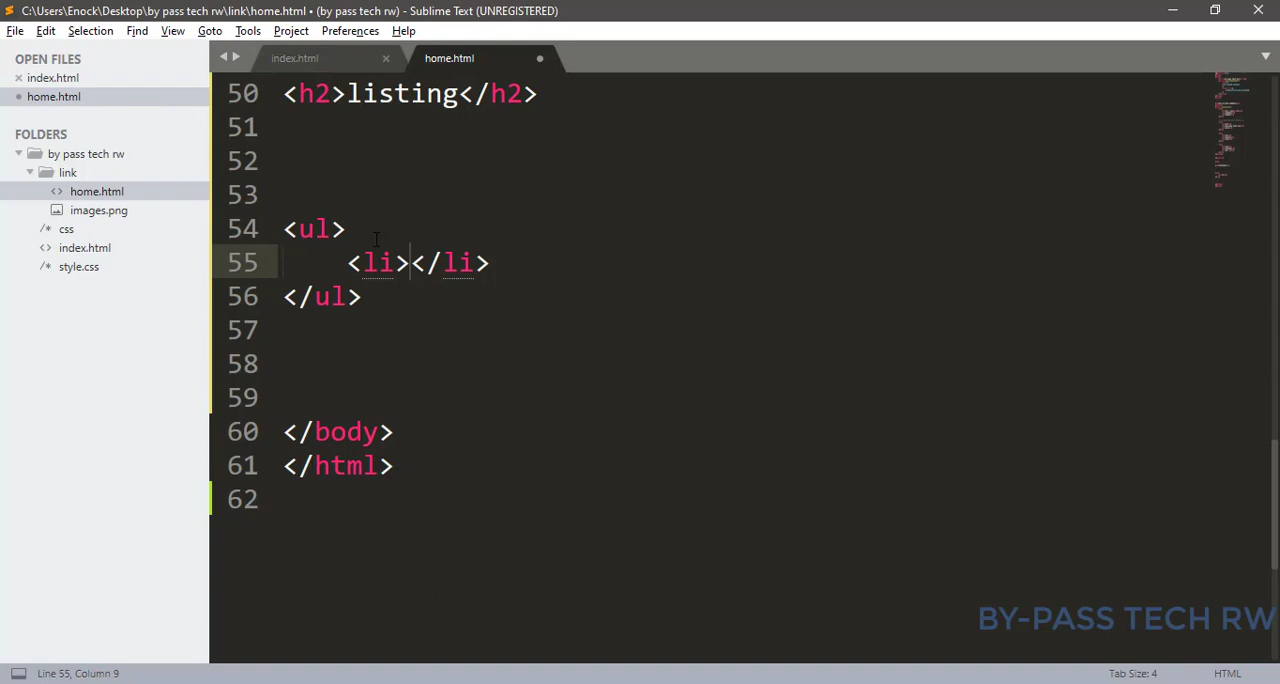 C:\Users\Enock\Desktop\by pass tech rw\link\home.html • (by pass tech rw) - Sublime Text (UNREGISTERED)
File Edit Selection Find View Goto Tools Project Preferences Help
OPEN FILES
index.html
home.html
FOLDERS
by pass tech rw
link
home.html
images.png
css
index.html
style.css
index.html home.html
50 <h2>listing</h2>
51
52
53
54 <ul>
55 <li></li>
56 </ul>
57
58
59
60 </body>
61 </html>
62
BY-PASS TECH RW
Line 55, Column 9 Tab Size: 4 HTML